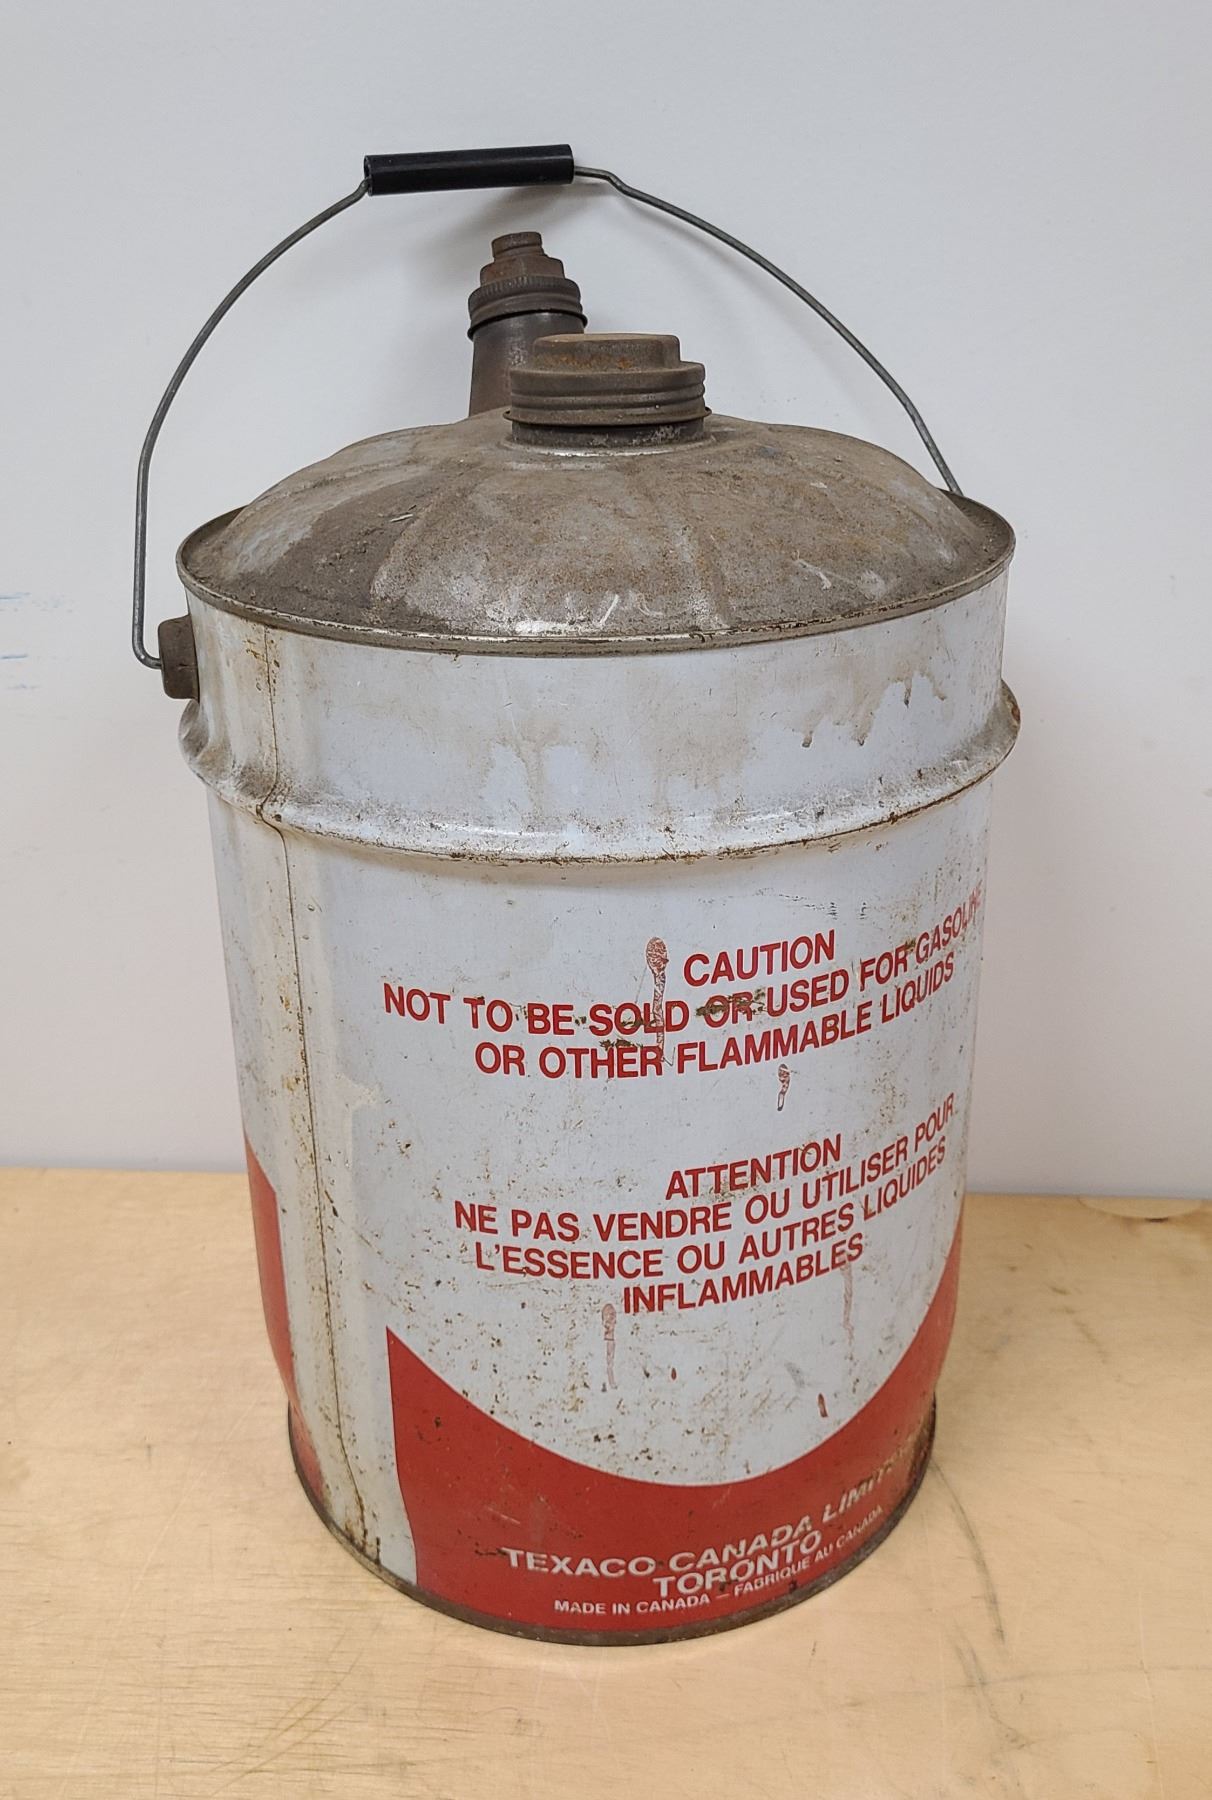 CAUTION
NOT TO BE SOLD OR USED FOR GASOLINE
OR OTHER FLAMMABLE LIQUIDS
ATTENTION
NE PAS VENDRE OU UTILISER POUR
L'ESSENCE OU AUTRES LIQUIDES
INFLAMMABLES
TEXACO CANADA LIMITED
TORONTO
MADE IN CANADA – FABRIQUE AU CANADA